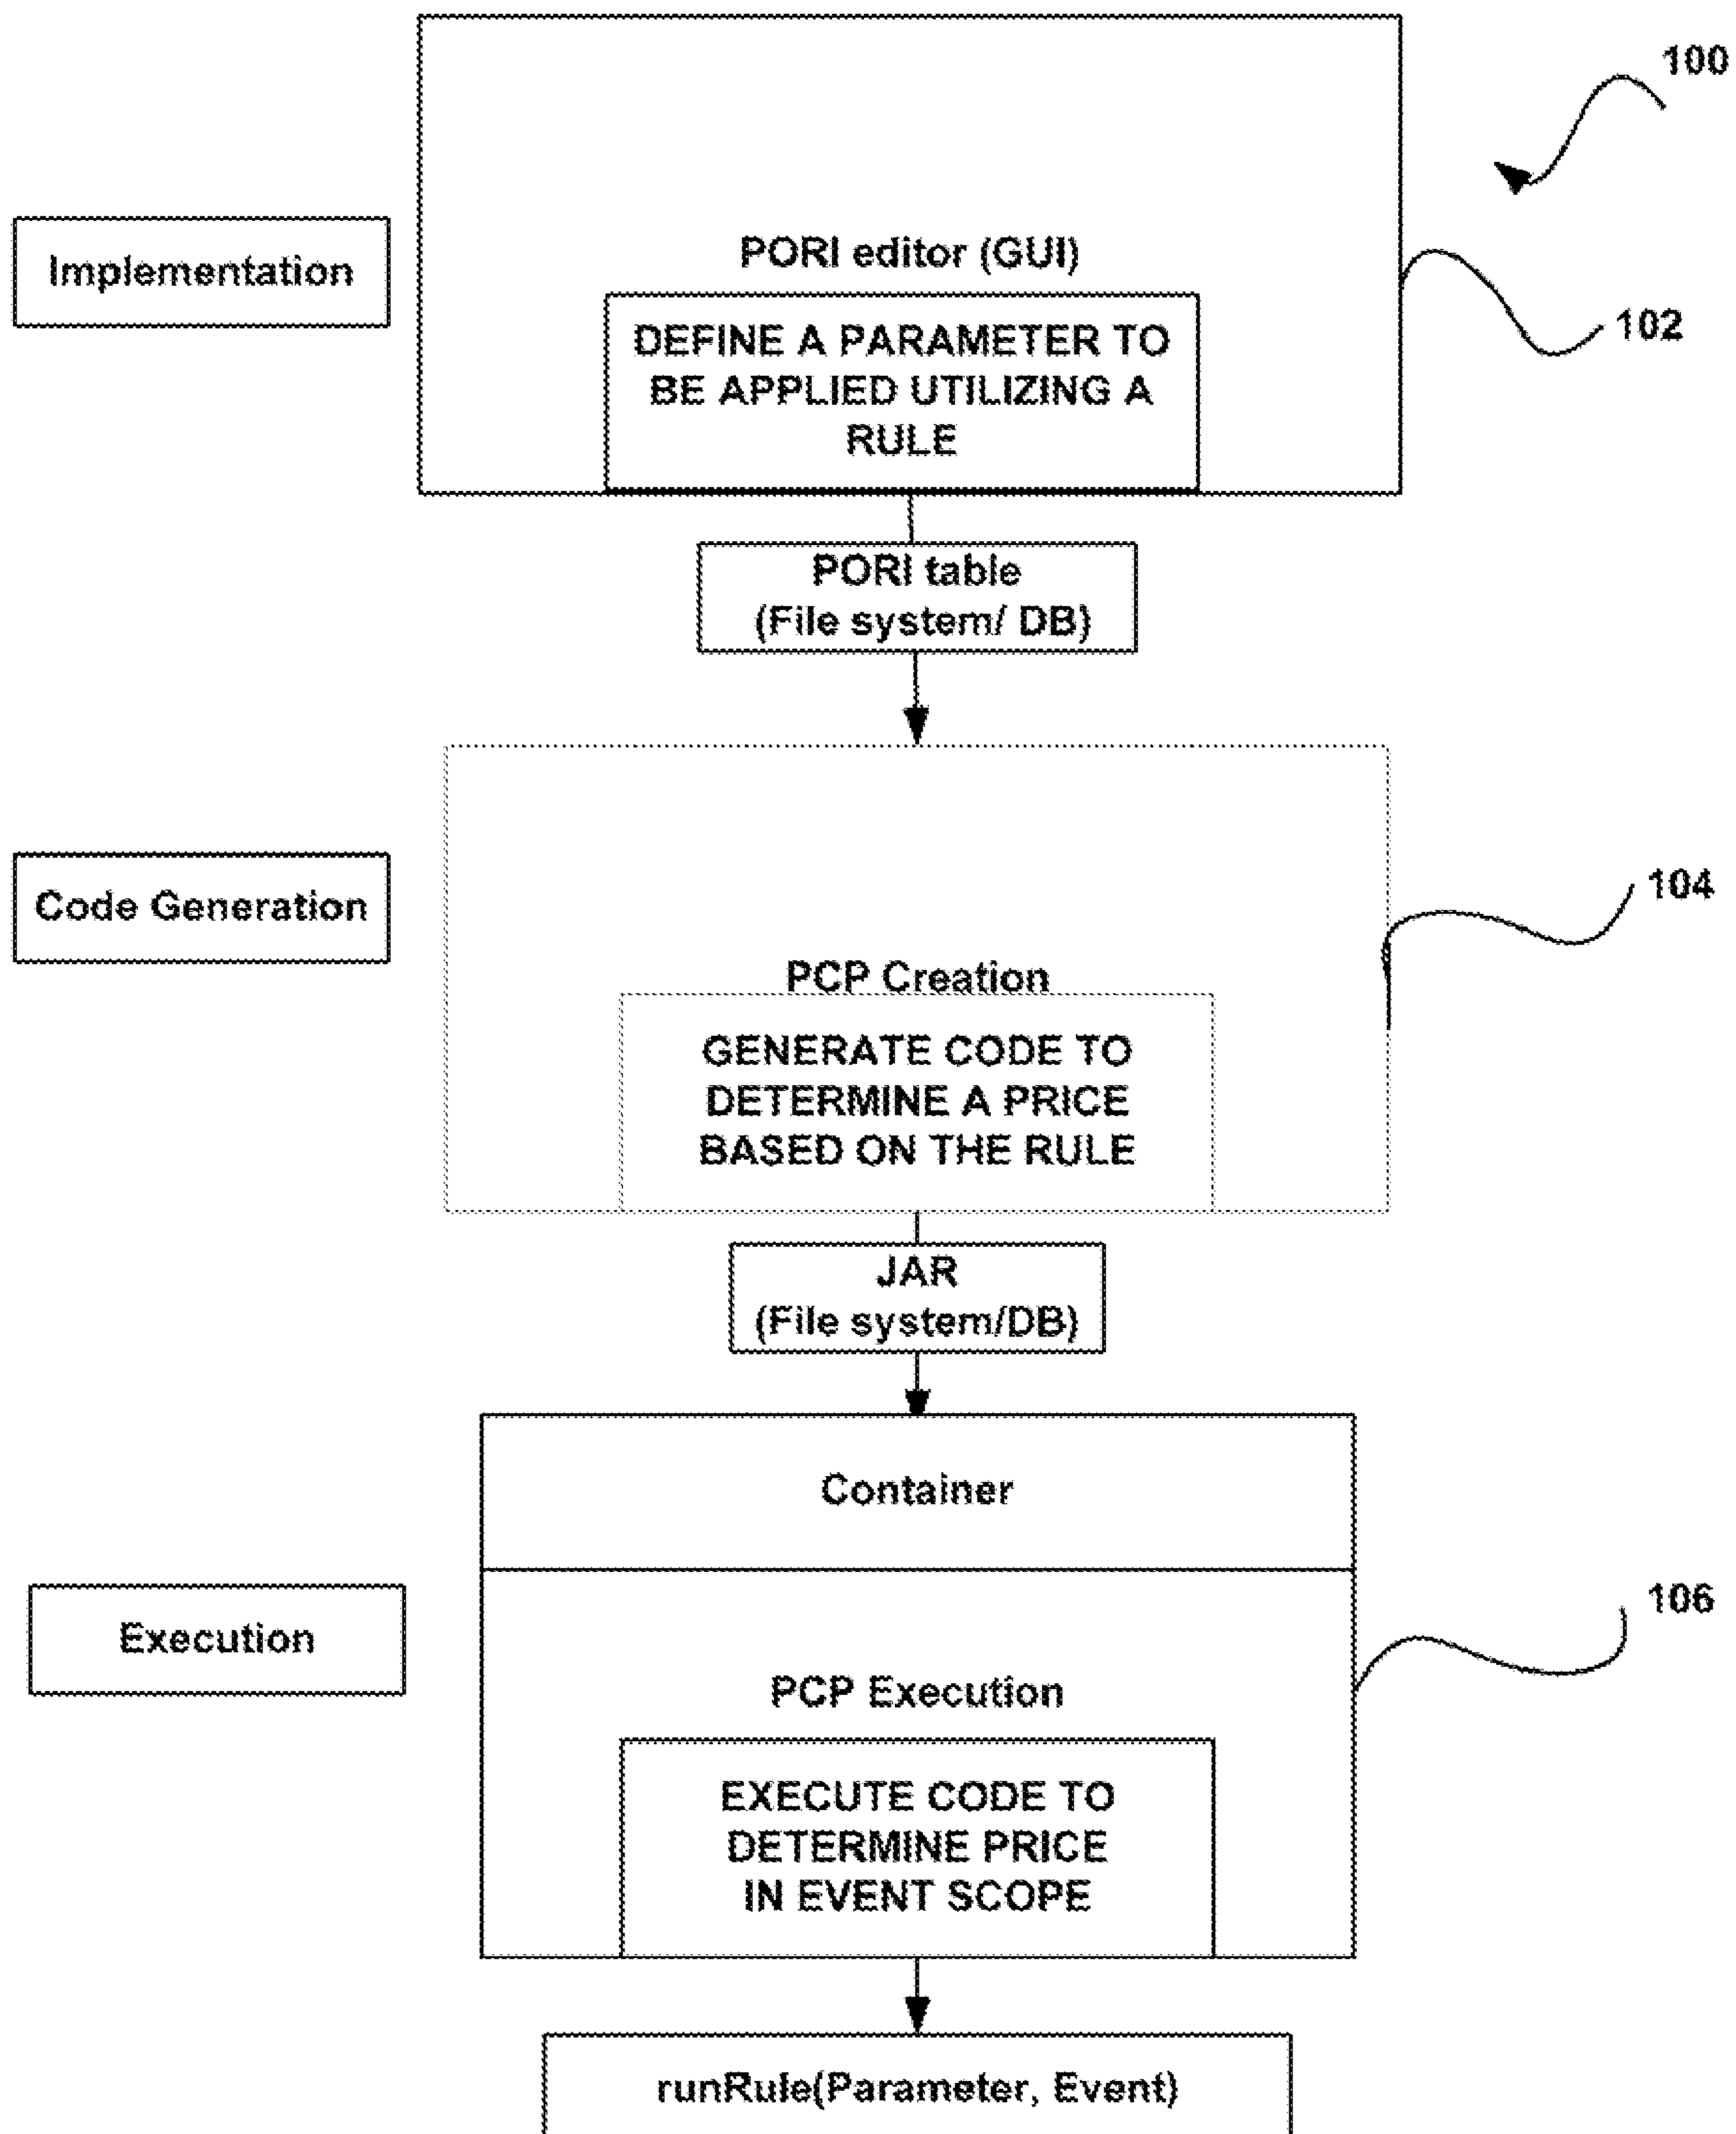 100
PORI editor (GUI)
Implementation
102
DEFINE A PARAMETER TO
BE APPLIED UTILIZING A
RULE
PORI table
(File system/ DB)
Code Generation
104
PCP Creation
GENERATE CODE TO
DETERMINE A PRICE
BASED ON THE RULE
JAR
(File system/DB)
Container
Execution
106
PCP Execution
EXECUTE CODE TO
DETERMINE PRICE
IN EVENT SCOPE
runRule(Parameter, Event)